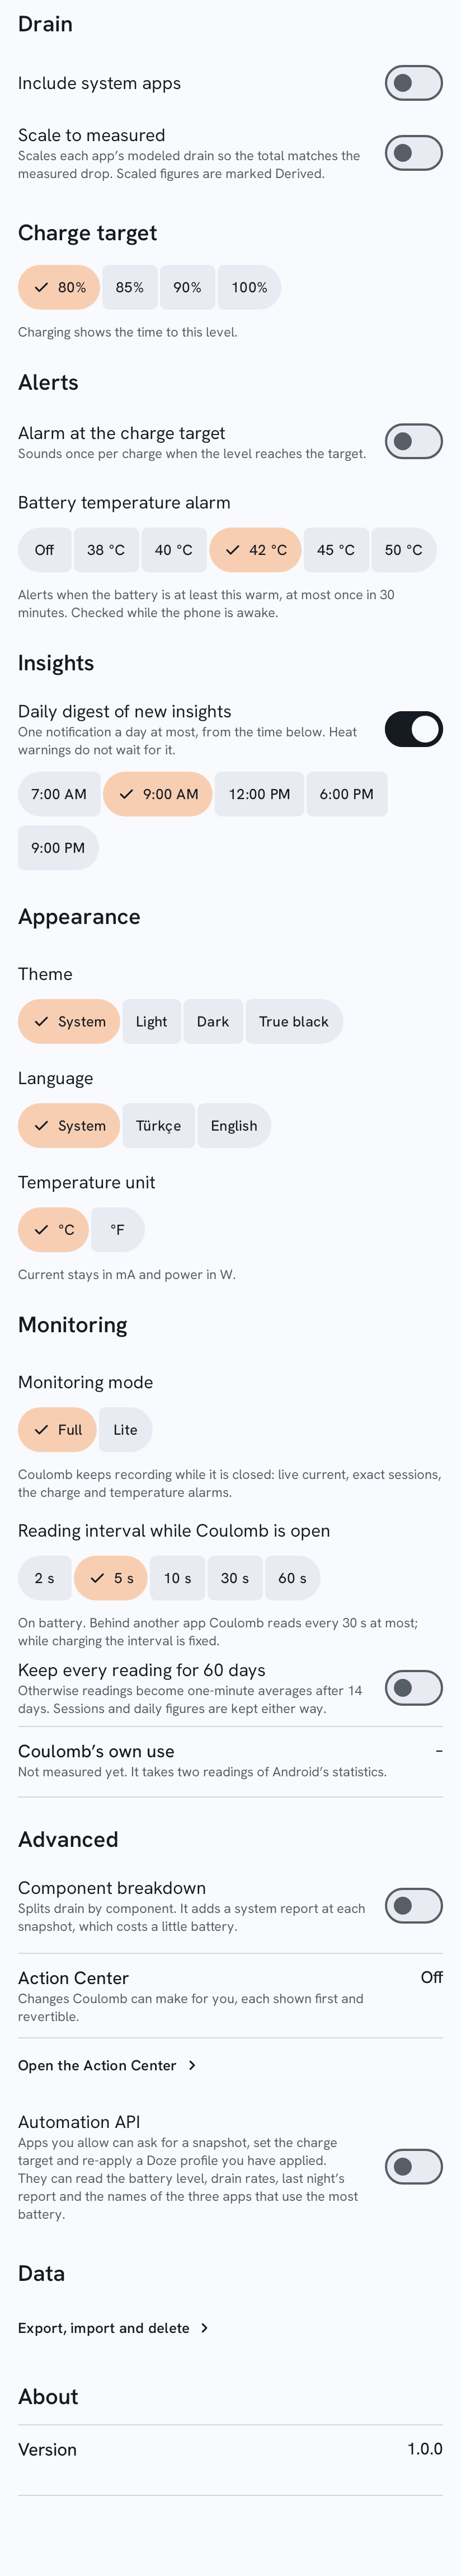 Drain
Include system apps
Scale to measured
Scales each app’s modeled drain so the total matches the
measured drop. Scaled figures are marked Derived.
Charge target
80% 85% 90% 100%
Charging shows the time to this level.
Alerts
Alarm at the charge target
Sounds once per charge when the level reaches the target.
Battery temperature alarm
Off 38 °C 40 °C 42 °C 45 °C 50 °C
Alerts when the battery is at least this warm, at most once in 30
minutes. Checked while the phone is awake.
Insights
Daily digest of new insights
One notification a day at most, from the time below. Heat
warnings do not wait for it.
7:00 AM 9:00 AM 12:00 PM 6:00 PM
9:00 PM
Appearance
Theme
System Light Dark True black
Language
System Türkçe English
Temperature unit
°C °F
Current stays in mA and power in W.
Monitoring
Monitoring mode
Full Lite
Coulomb keeps recording while it is closed: live current, exact sessions,
the charge and temperature alarms.
Reading interval while Coulomb is open
2 s 5 s 10 s 30 s 60 s
On battery. Behind another app Coulomb reads every 30 s at most;
while charging the interval is fixed.
Keep every reading for 60 days
Otherwise readings become one-minute averages after 14
days. Sessions and daily figures are kept either way.
Coulomb’s own use –
Not measured yet. It takes two readings of Android’s statistics.
Advanced
Component breakdown
Splits drain by component. It adds a system report at each
snapshot, which costs a little battery.
Action Center Off
Changes Coulomb can make for you, each shown first and
revertible.
Open the Action Center
Automation API
Apps you allow can ask for a snapshot, set the charge
target and re-apply a Doze profile you have applied.
They can read the battery level, drain rates, last night’s
report and the names of the three apps that use the most
battery.
Data
Export, import and delete
About
Version 1.0.0